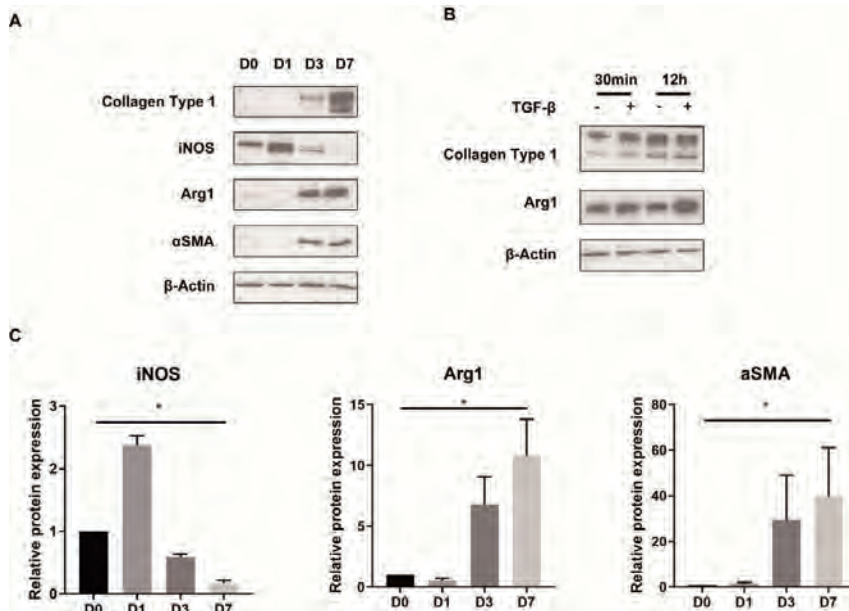 A
D0 D1 D3 D7
Collagen Type 1
iNOS
Arg1
αSMA
β-Actin
B
30min 12h
TGF-β - + - +
Collagen Type 1
Arg1
β-Actin
C
iNOS
Relative protein expression
3
2
1
0
D0 D1 D3 D7
*
Arg1
Relative protein expression
15
10
5
0
D0 D1 D3 D7
*
aSMA
Relative protein expression
80
60
40
20
0
D0 D1 D3 D7
*